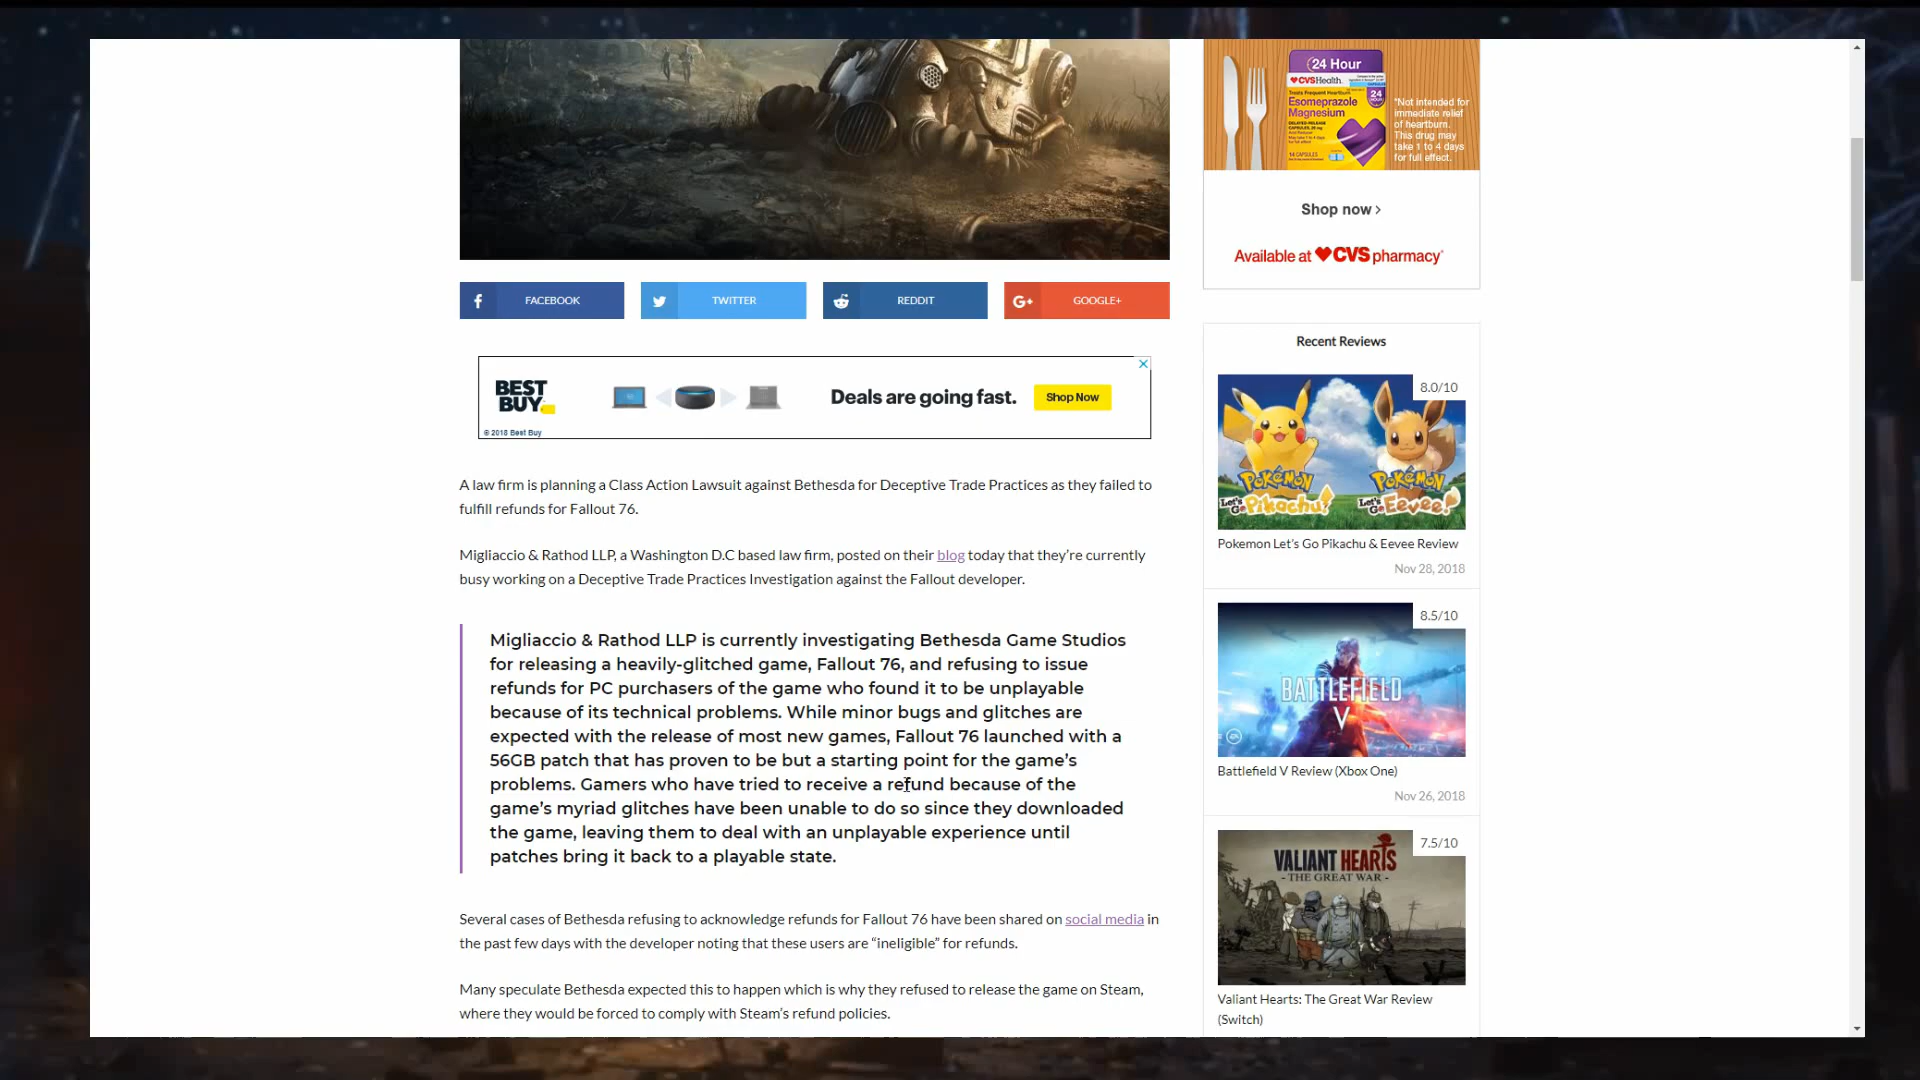 24 Hour
CVSHealth.
Treats Frequent Heartburn
Esomeprazole
Magnesium
24
HOUR
14 CAPSULES
*Not intended for
immediate relief
of heartburn.
This drug may
take 1 to 4 days
for full effect.
Shop now >
Available at CVS pharmacy®
FACEBOOK
TWITTER
REDDIT
G+ GOOGLE+
BEST
BUY
Deals are going fast.
Shop Now
© 2018 Best Buy
A law firm is planning a Class Action Lawsuit against Bethesda for Deceptive Trade Practices as they failed to
fulfill refunds for Fallout 76.
Migliaccio & Rathod LLP, a Washington D.C based law firm, posted on their blog today that they’re currently
busy working on a Deceptive Trade Practices Investigation against the Fallout developer.
Migliaccio & Rathod LLP is currently investigating Bethesda Game Studios
for releasing a heavily-glitched game, Fallout 76, and refusing to issue
refunds for PC purchasers of the game who found it to be unplayable
because of its technical problems. While minor bugs and glitches are
expected with the release of most new games, Fallout 76 launched with a
56GB patch that has proven to be but a starting point for the game’s
problems. Gamers who have tried to receive a refund because of the
game’s myriad glitches have been unable to do so since they downloaded
the game, leaving them to deal with an unplayable experience until
patches bring it back to a playable state.
Several cases of Bethesda refusing to acknowledge refunds for Fallout 76 have been shared on social media in
the past few days with the developer noting that these users are “ineligible” for refunds.
Many speculate Bethesda expected this to happen which is why they refused to release the game on Steam,
where they would be forced to comply with Steam’s refund policies.
Recent Reviews
8.0/10
POKéMON
Let's Go Pikachu!
POKéMON
Let's Go Eevee!
Pokemon Let’s Go Pikachu & Eevee Review
Nov 28, 2018
8.5/10
BATTLEFIELD
V
EA
Battlefield V Review (Xbox One)
Nov 26, 2018
7.5/10
VALIANT HEARTS
- THE GREAT WAR -
Valiant Hearts: The Great War Review
(Switch)